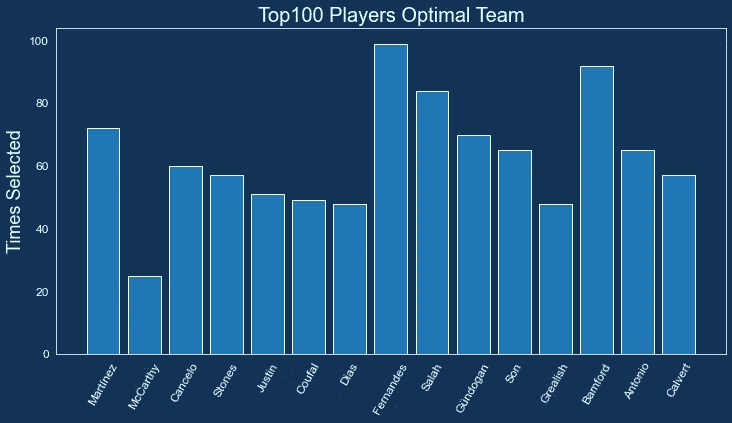 Top100 Players Optimal Team
Times Selected
100
80
60
40
20
0
Martínez
McCarthy
Cancelo
Stones
Justin
Coufal
Dias
Fernandes
Salah
Gündogan
Son
Grealish
Bamford
Antonio
Calvert